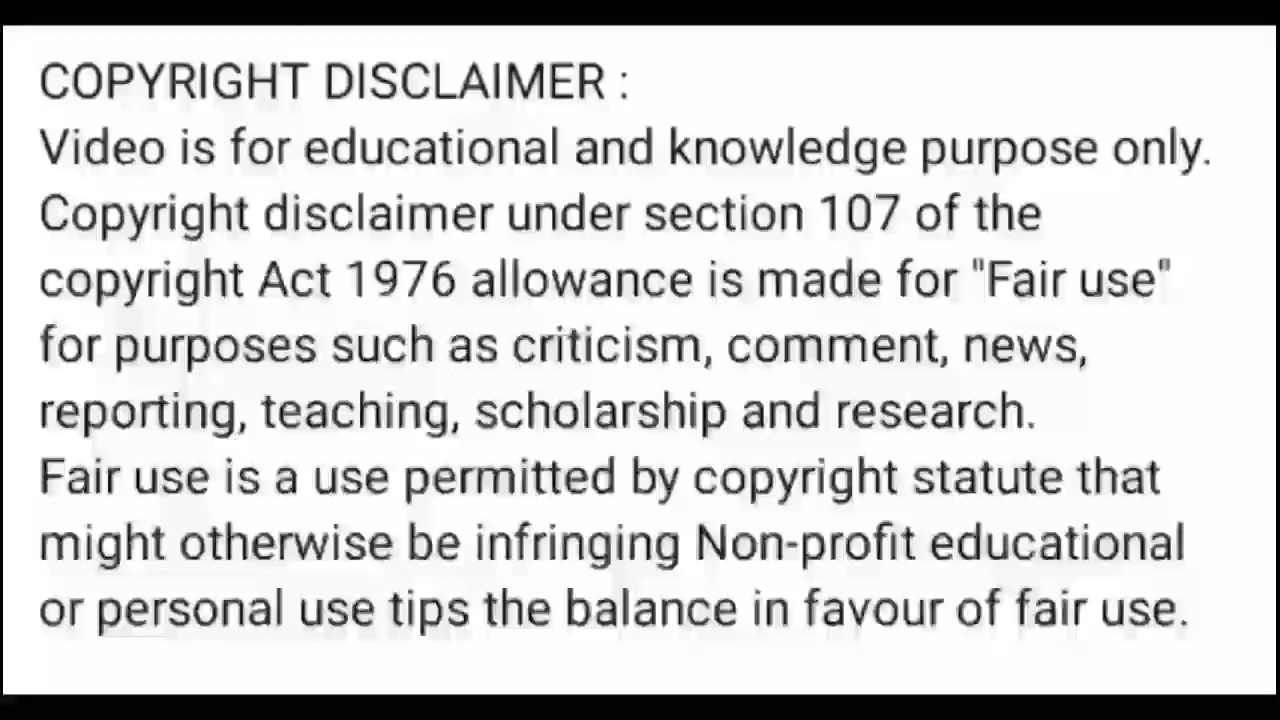 COPYRIGHT DISCLAIMER :
Video is for educational and knowledge purpose only.
Copyright disclaimer under section 107 of the
copyright Act 1976 allowance is made for "Fair use"
for purposes such as criticism, comment, news,
reporting, teaching, scholarship and research.
Fair use is a use permitted by copyright statute that
might otherwise be infringing Non-profit educational
or personal use tips the balance in favour of fair use.